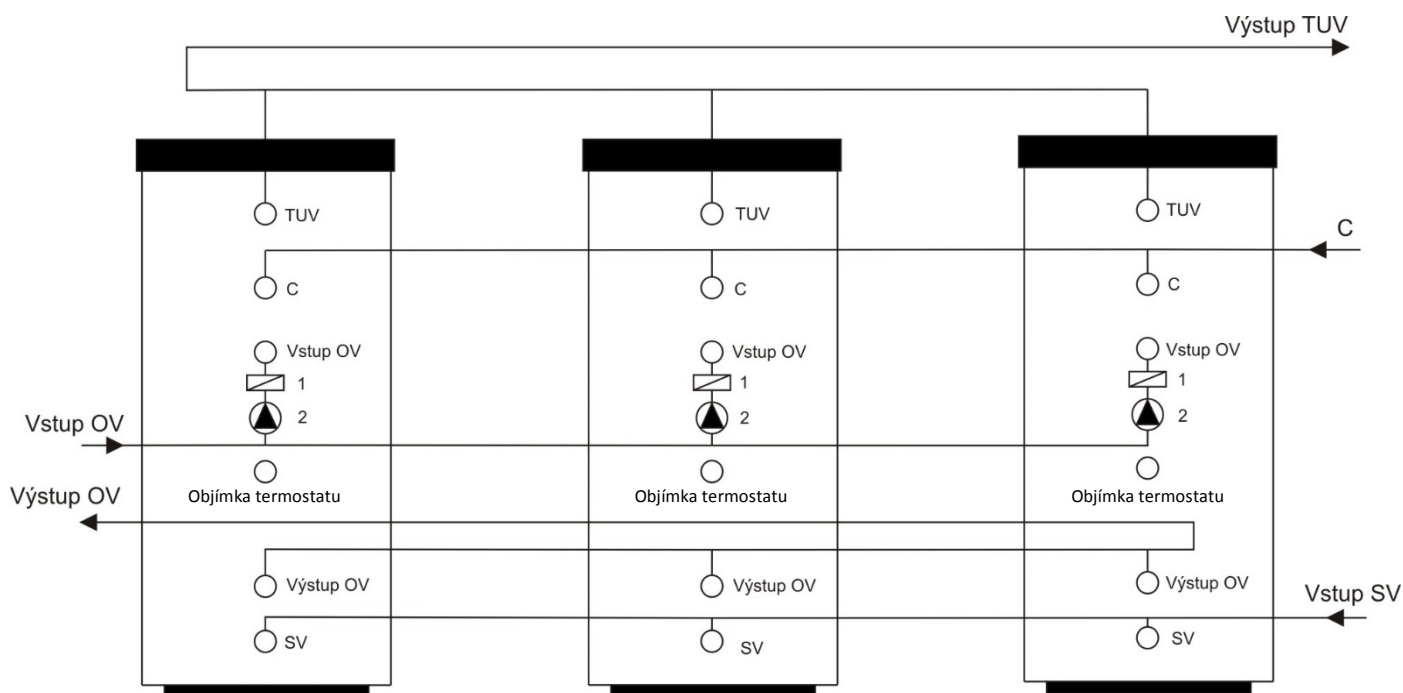 Výstup TUV
TUV TUV TUV
C
C C C
Vstup OV Vstup OV Vstup OV
1 1 1
2 2 2
Vstup OV
Výstup OV
Objímka termostatu Objímka termostatu Objímka termostatu
Výstup OV Výstup OV Výstup OV
Vstup SV
SV SV SV